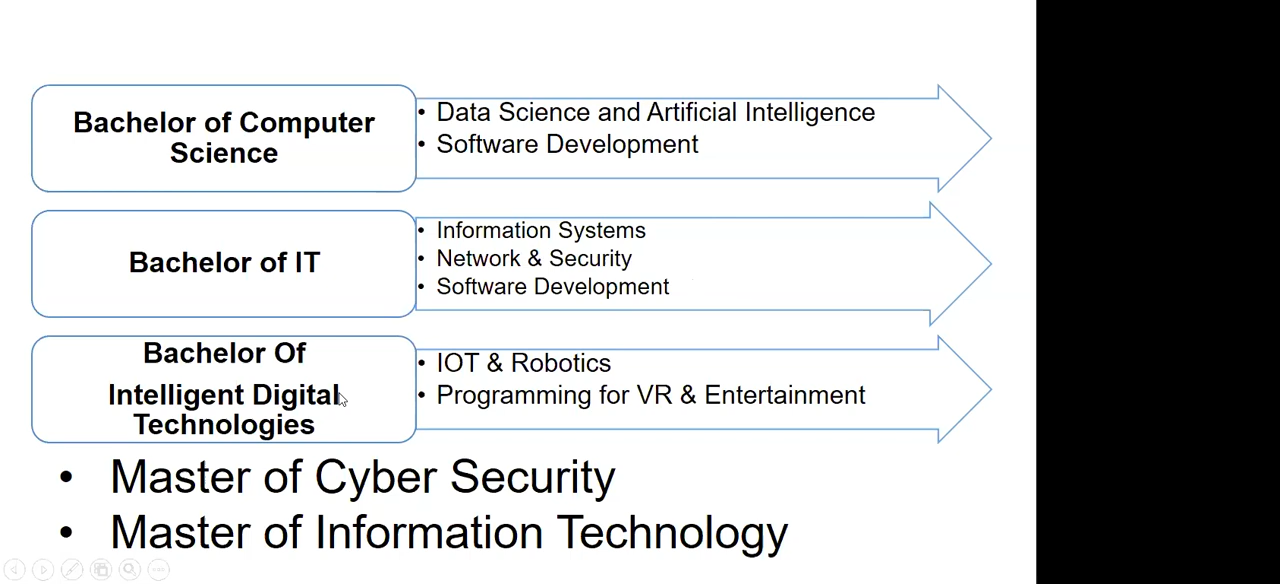 Bachelor of Computer
Science
• Data Science and Artificial Intelligence
• Software Development
Bachelor of IT
• Information Systems
• Network & Security
• Software Development
Bachelor Of
Intelligent Digital
Technologies
• IOT & Robotics
• Programming for VR & Entertainment
• Master of Cyber Security
• Master of Information Technology